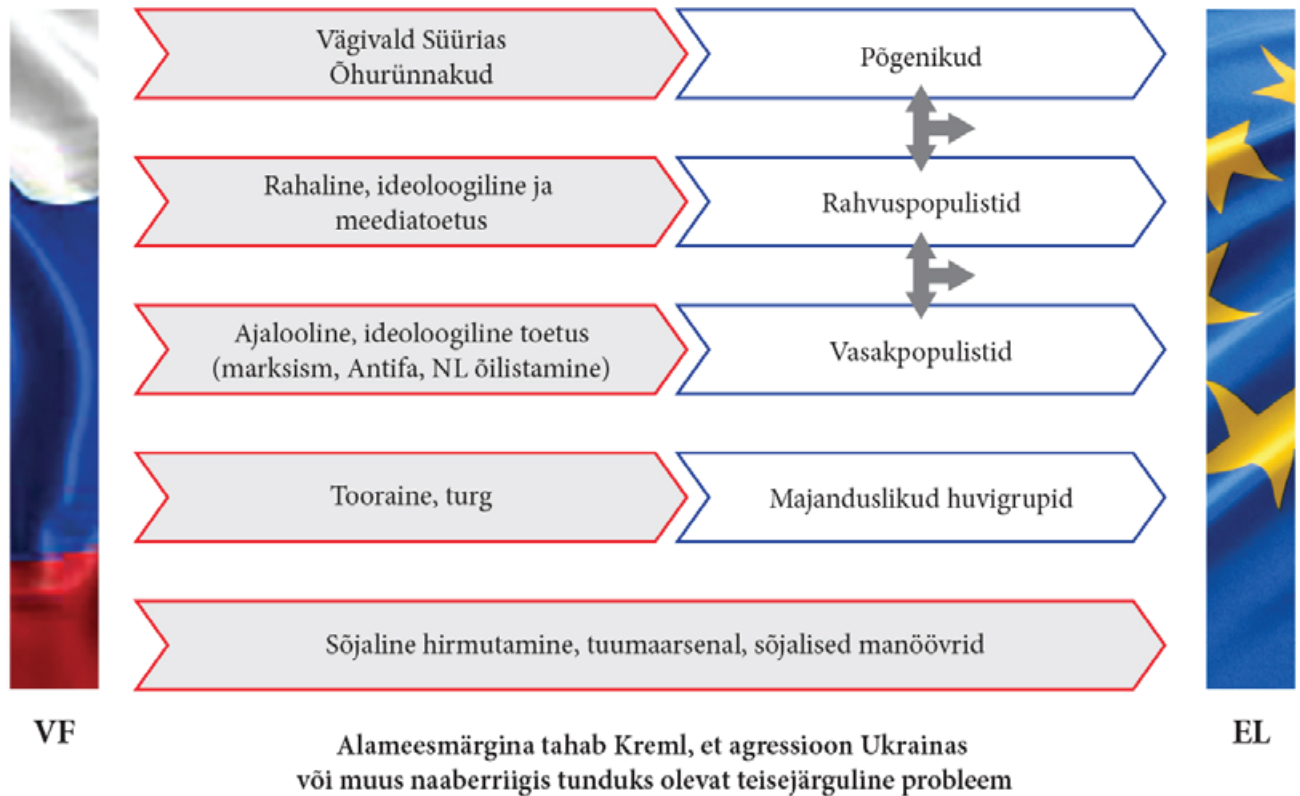 Vägivald Süürias
Õhurünnakud
Põgenikud
Rahaline, ideoloogiline ja
meediatoetus
Rahvuspopulistid
Ajalooline, ideoloogiline toetus
(marksism, Antifa, NL õilistamine)
Vasakpopulistid
Tooraine, turg
Majanduslikud huvigrupid
Sõjaline hirmutamine, tuumaarsenal, sõjalised manöövrid
VF
EL
Alameesmärgina tahab Kreml, et agressioon Ukrainas
või muus naaberriigis tunduks olevat teisejärguline probleem